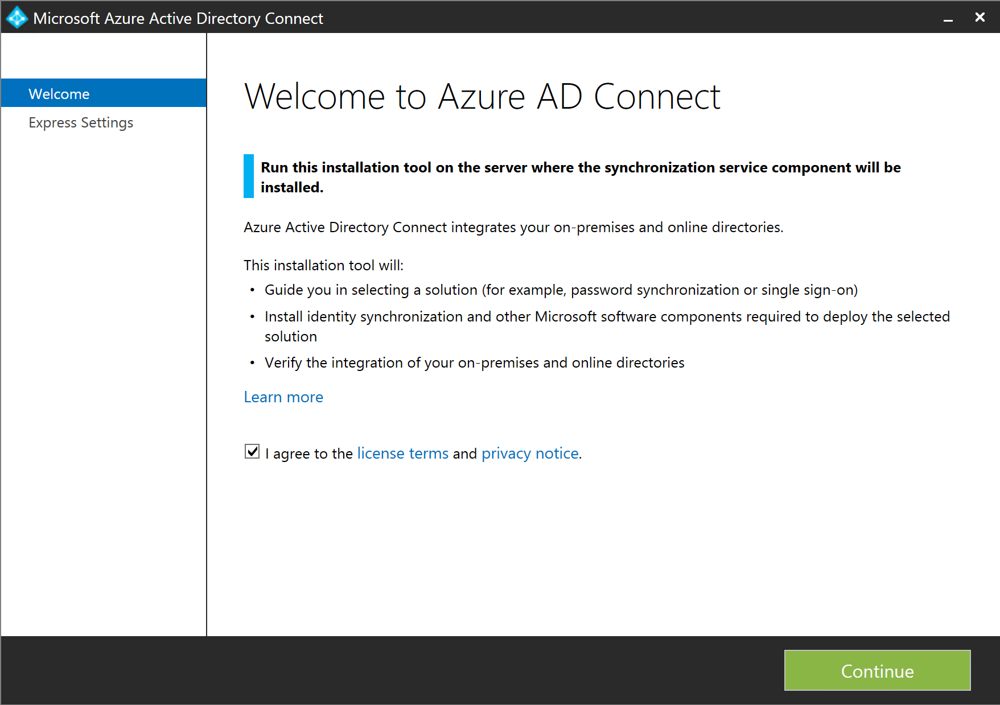 Microsoft Azure Active Directory Connect
Welcome
Express Settings
Welcome to Azure AD Connect
Run this installation tool on the server where the synchronization service component will be
installed.
Azure Active Directory Connect integrates your on-premises and online directories.
This installation tool will:
• Guide you in selecting a solution (for example, password synchronization or single sign-on)
• Install identity synchronization and other Microsoft software components required to deploy the selected
solution
• Verify the integration of your on-premises and online directories
Learn more
I agree to the license terms and privacy notice.
Continue